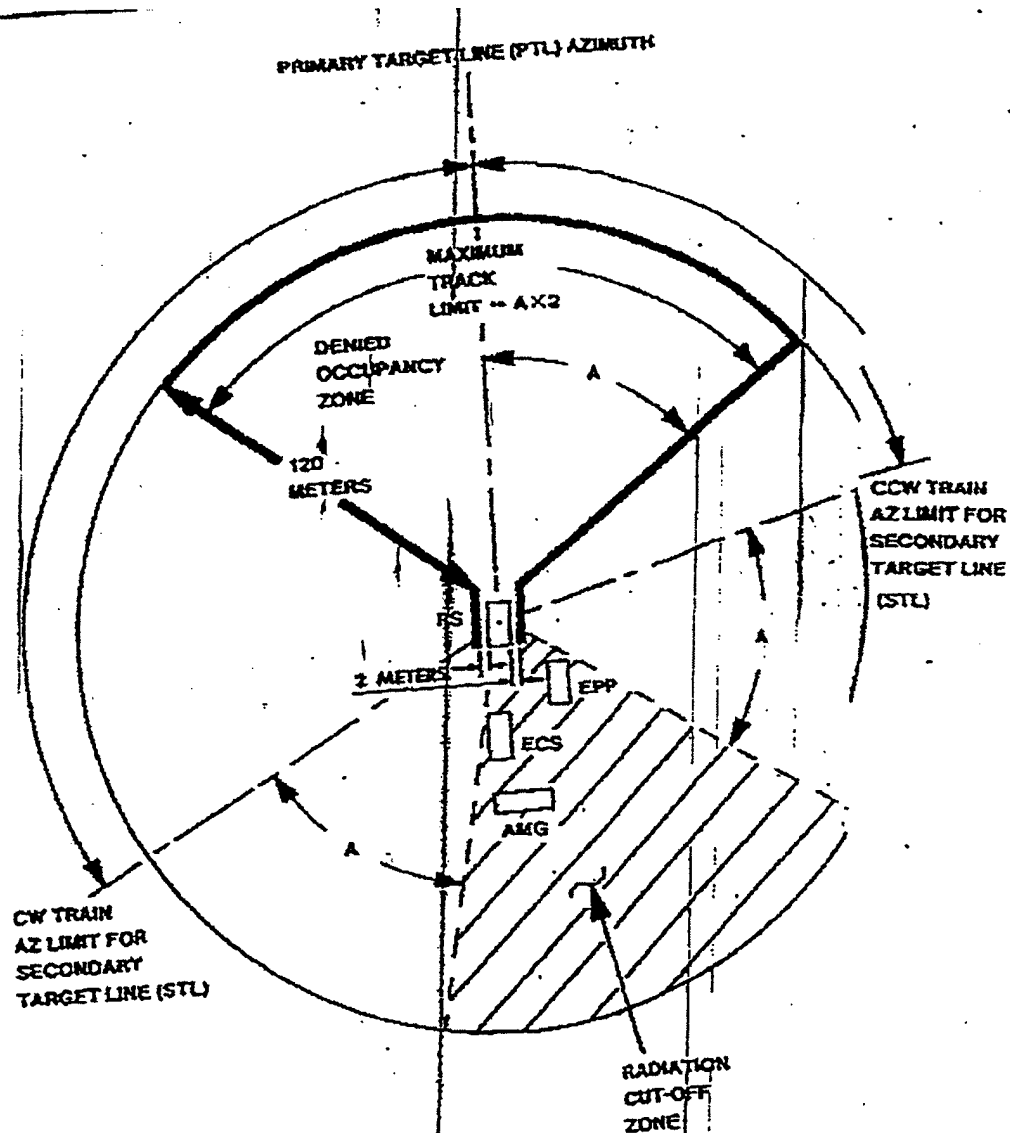 PRIMARY TARGET LINE (PTL) AZIMUTH
MAXIMUM
TRACK
LIMIT -- A×2
DENIED
OCCUPANCY
ZONE
A
120
METERS
CCW TRAIN
AZ LIMIT FOR
SECONDARY
TARGET LINE
(STL)
RS
A
2 METERS
EPP
ECS
AMG
A
CW TRAIN
AZ LIMIT FOR
SECONDARY
TARGET LINE (STL)
RADIATION
CUT-OFF
ZONE